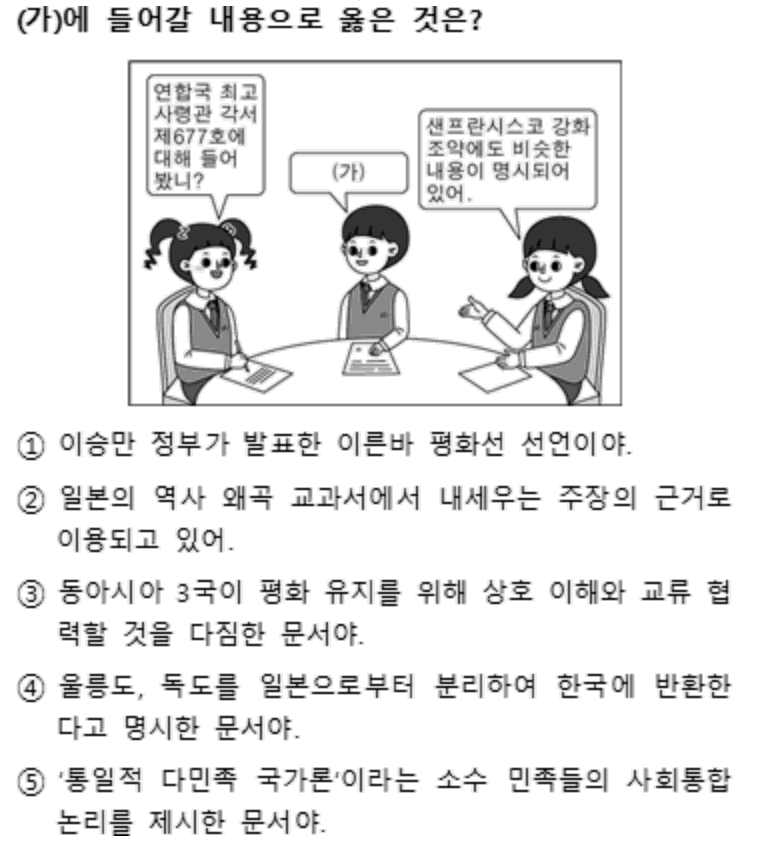 (가)에 들어갈 내용으로 옳은 것은?
연합국 최고
사령관 각서
제677호에
대해 들어
봤니?
(가)
샌프란시스코 강화
조약에도 비슷한
내용이 명시되어
있어.
① 이승만 정부가 발표한 이른바 평화선 선언이야.
② 일본의 역사 왜곡 교과서에서 내세우는 주장의 근거로
이용되고 있어.
③ 동아시아 3국이 평화 유지를 위해 상호 이해와 교류 협
력할 것을 다짐한 문서야.
④ 울릉도, 독도를 일본으로부터 분리하여 한국에 반환한
다고 명시한 문서야.
⑤ '통일적 다민족 국가론'이라는 소수 민족들의 사회통합
논리를 제시한 문서야.